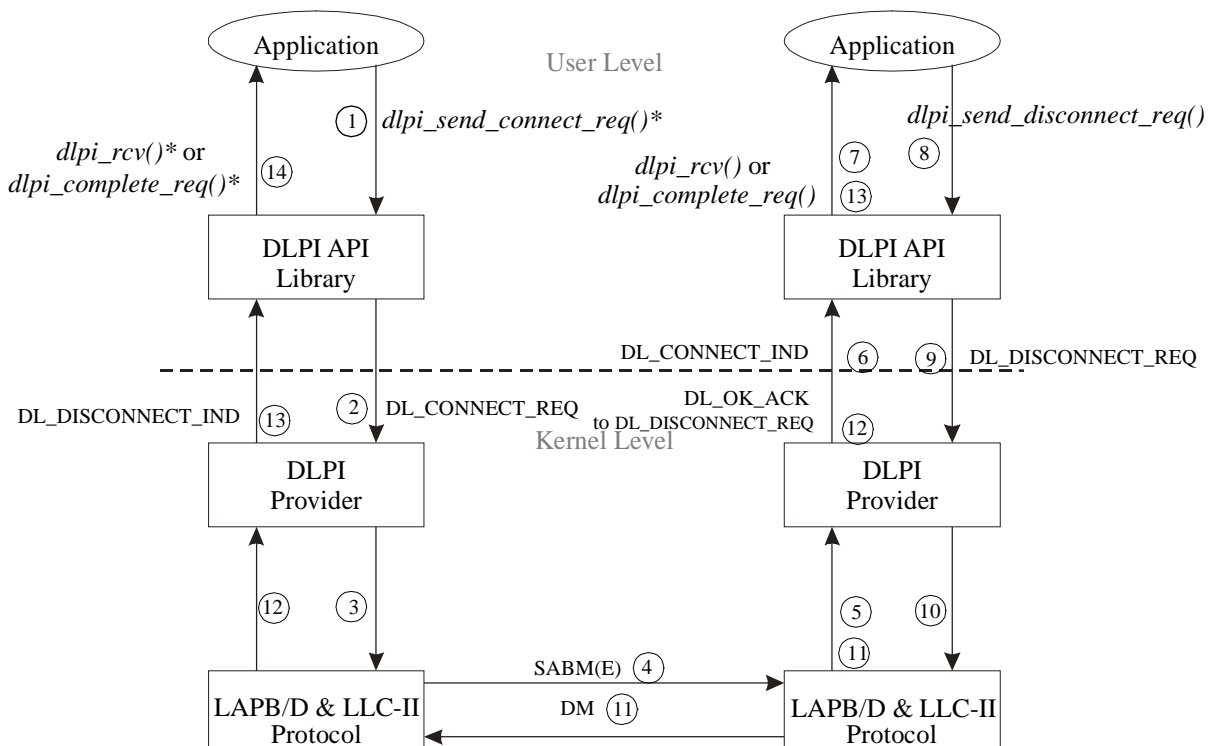 Application
Application
User Level
1
dlpi_send_connect_req()*
dlpi_send_disconnect_req()
dlpi_rcv()* or
dlpi_complete_req()*
14
7
8
dlpi_rcv() or
dlpi_complete_req()
13
DLPI API
Library
DLPI API
Library
DL_CONNECT_IND
6
9
DL_DISCONNECT_REQ
DL_DISCONNECT_IND
13
2
DL_CONNECT_REQ
DL_OK_ACK
to DL_DISCONNECT_REQ
12
Kernel Level
DLPI
Provider
DLPI
Provider
12
3
5
10
11
SABM(E)
4
DM
11
LAPB/D & LLC-II
Protocol
LAPB/D & LLC-II
Protocol